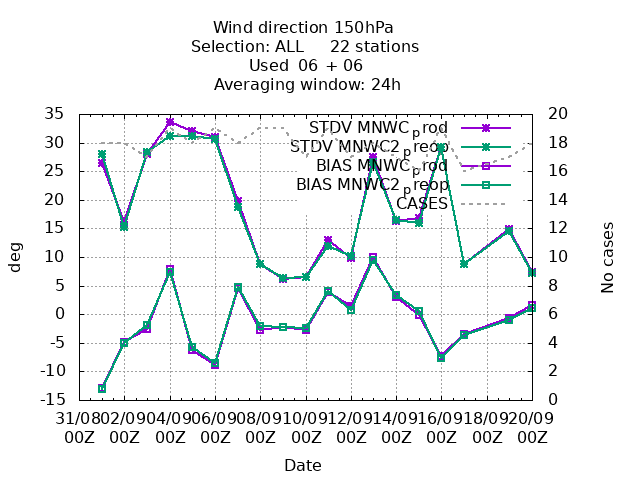 Wind direction 150hPa
Selection: ALL 22 stations
Used 06 + 06
Averaging window: 24h
35 30 25 20 15 10 5 0 -5 -10 -15
deg
STDV MNWC_prod
STDV MNWC2_preop
BIAS MNWC_prod
BIAS MNWC2_preop
CASES
20 18 16 14 12 10 8 6 4 2 0
No cases
31/08 02/09 04/09 06/09 08/09 10/09 12/09 14/09 16/09 18/09 20/09
00Z 00Z 00Z 00Z 00Z 00Z 00Z 00Z 00Z 00Z 00Z
Date